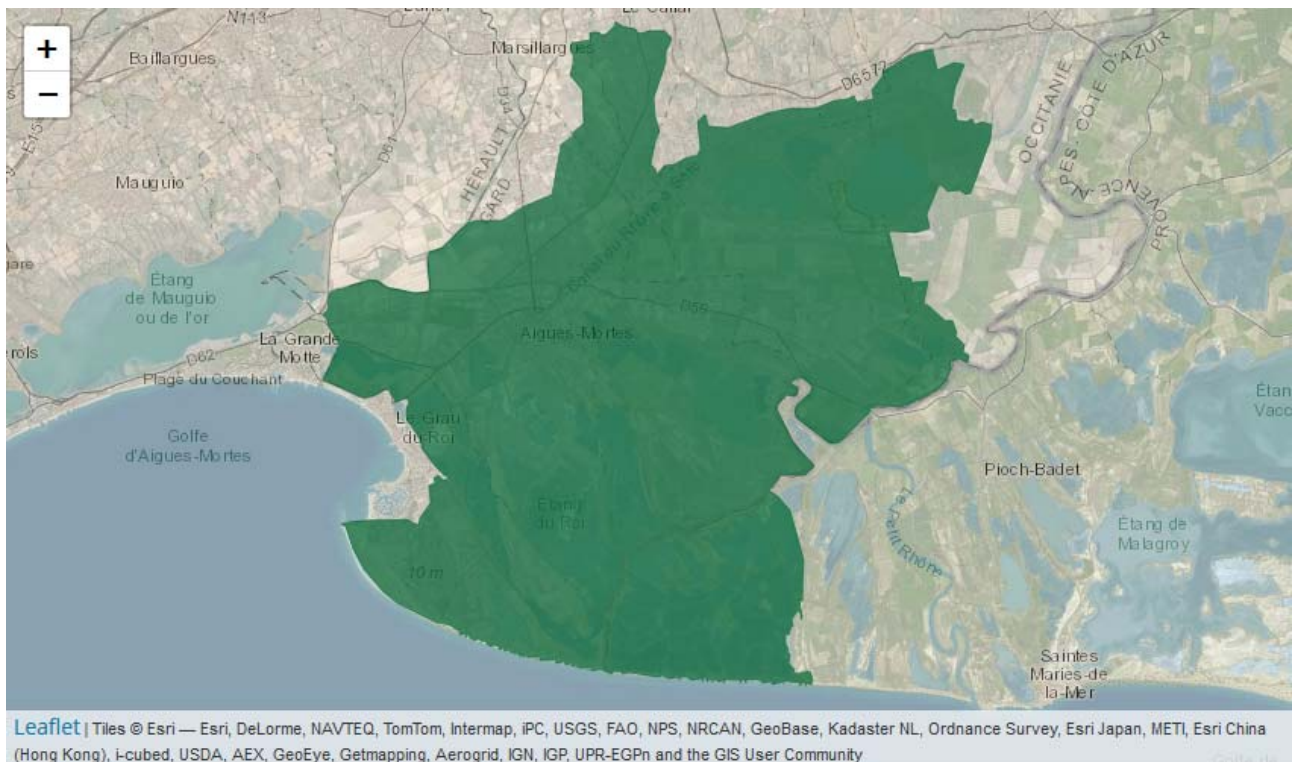 +
−
N113
Baillargues
Marsillargues
D6572
D61
D34
E15
HÉRAULT
GARD
OCCITANIE
PROVENCE-ALPES-CÔTE D'AZUR
Mauguio
Canal du Rhône à Sète
Étang
de Mauguio
ou de l'or
La Grande
Motte
D62
Plage du Couchant
Aigues-Mortes
Le Grau
du Roi
Golfe
d'Aigues-Mortes
Étang
du Roi
10 m
Pioch-Badet
Le Petit Rhône
Étang de
Malagroy
Saintes
Maries-de
la-Mer
Leaflet | Tiles © Esri — Esri, DeLorme, NAVTEQ, TomTom, Intermap, iPC, USGS, FAO, NPS, NRCAN, GeoBase, Kadaster NL, Ordnance Survey, Esri Japan, METI, Esri China
(Hong Kong), i-cubed, USDA, AEX, GeoEye, Getmapping, Aerogrid, IGN, IGP, UPR-EGPn and the GIS User Community